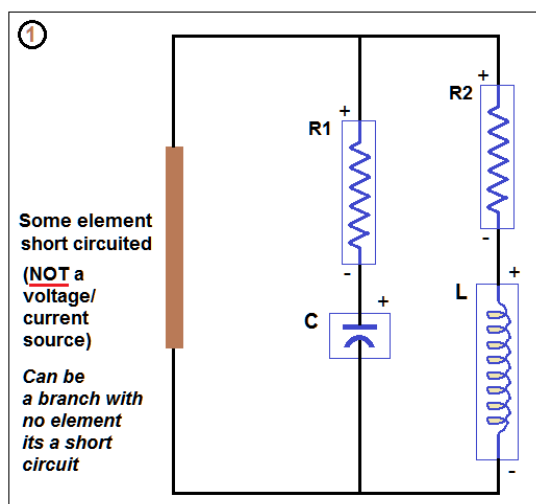 1
+
R2
+
R1
-
-
+
L
+
C
-
Some element
short circuited
(NOT a
voltage/
current
source)
Can be
a branch with
no element
its a short
circuit